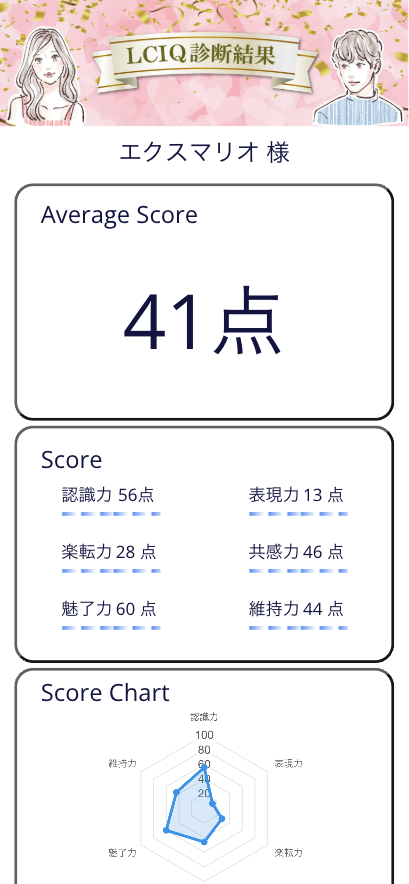 LCIQ診断結果
エクスマリオ 様
Average Score
41点
Score
認識力 56点
表現力 13 点
楽転力 28 点
共感力 46 点
魅了力 60 点
維持力 44 点
Score Chart
認識力
100
80
60
40
20
維持力
表現力
魅了力
楽転力